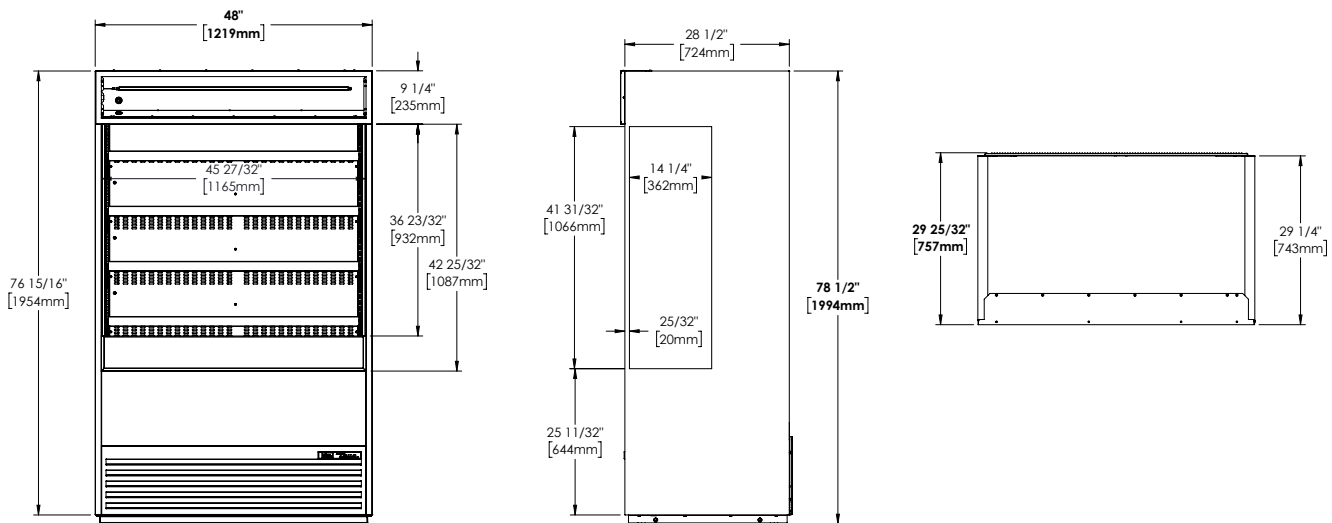 48"
[1219mm]
9 1/4"
[235mm]
45 27/32"
[1165mm]
36 23/32"
[932mm]
42 25/32"
[1087mm]
76 15/16"
[1954mm]
28 1/2"
[724mm]
14 1/4"
[362mm]
41 31/32"
[1066mm]
25/32"
[20mm]
78 1/2"
[1994mm]
25 11/32"
[644mm]
29 25/32"
[757mm]
29 1/4"
[743mm]